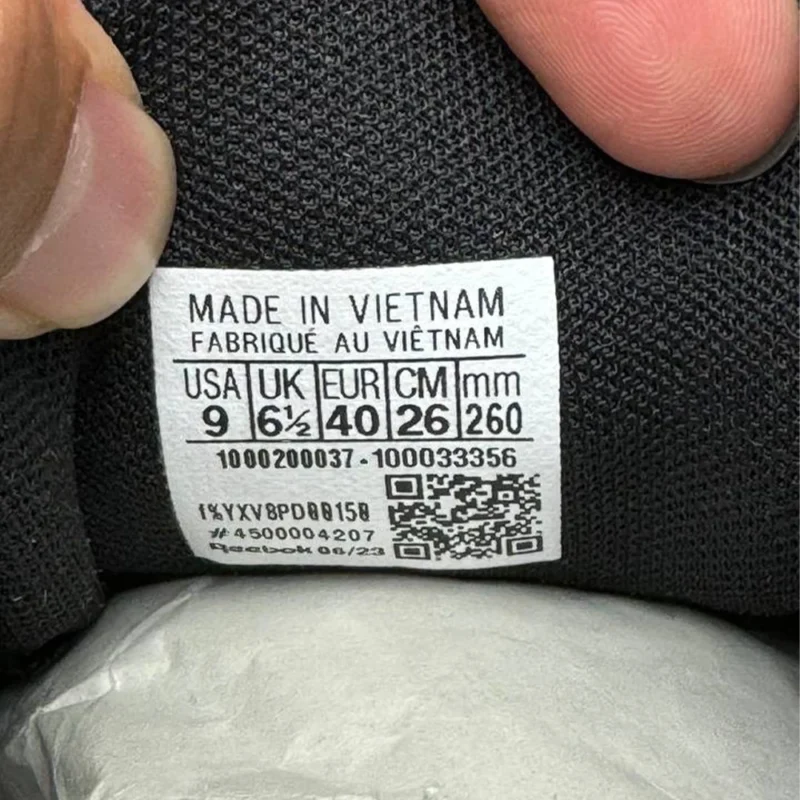 MADE IN VIETNAM
FABRIQUÉ AU VIÊTNAM
USA UK EUR CM mm
9 6½ 40 26 260
1000200037-100033356
f%YXV8PD00150
#4500004207
Reebok 06/23